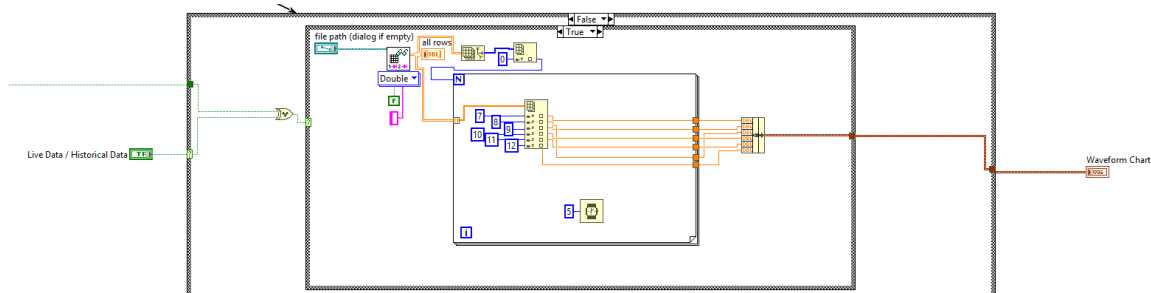 False
True
file path (dialog if empty)
all rows
DBL
0
Double
N
F
7
8
9
10
11
12
Live Data / Historical Data
TF
Waveform Chart
5
i